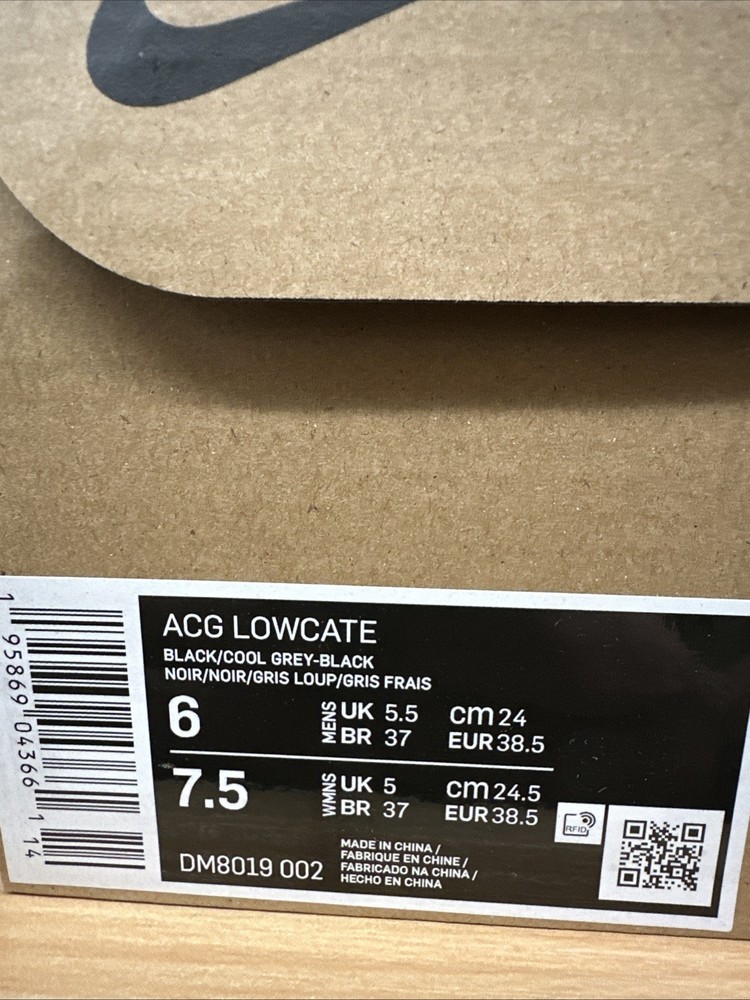 ACG LOWCATE
BLACK/COOL GREY-BLACK
NOIR/NOIR/GRIS LOUP/GRIS FRAIS
6 MENS UK 5.5 cm 24
BR 37 EUR 38.5
7.5 WMNS UK 5 cm 24.5
BR 37 EUR 38.5
RFID
DM8019 002
MADE IN CHINA /
FABRIQUE EN CHINE /
FABRICADO NA CHINA /
HECHO EN CHINA
1 95869 04366 1 14